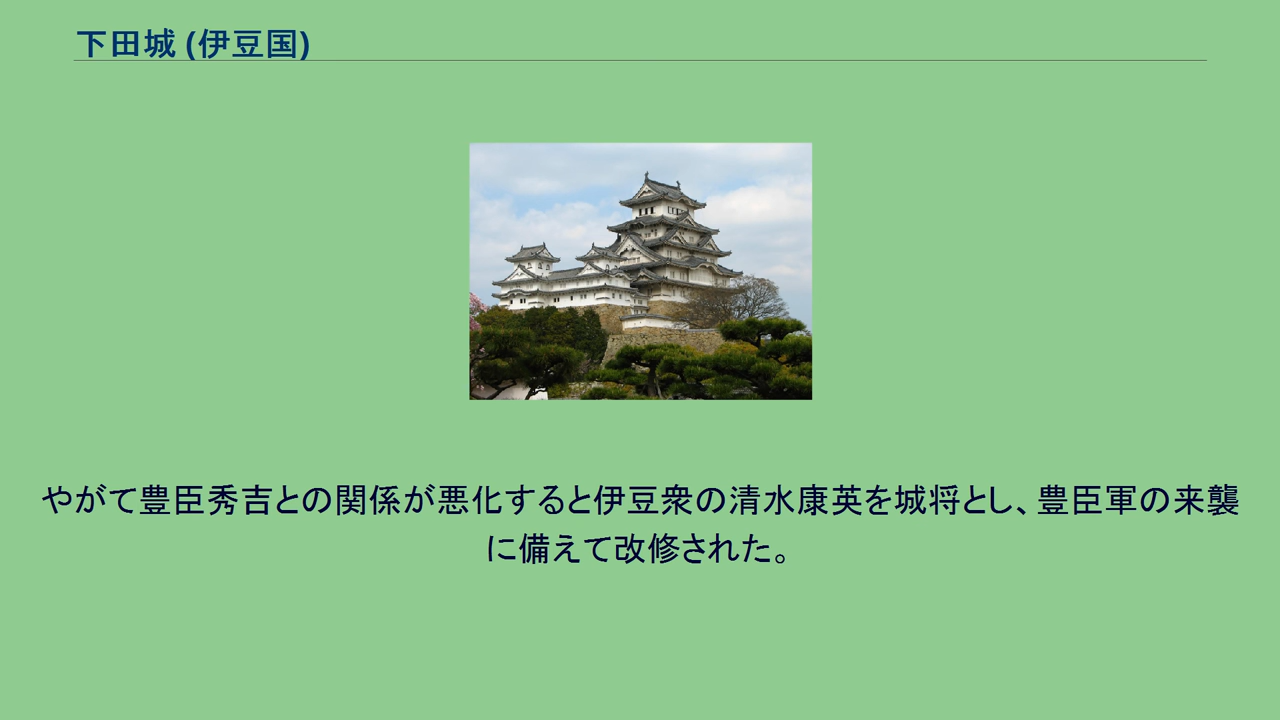 下田城 (伊豆国)
やがて豊臣秀吉との関係が悪化すると伊豆衆の清水康英を城将とし、豊臣軍の来襲
に備えて改修された。